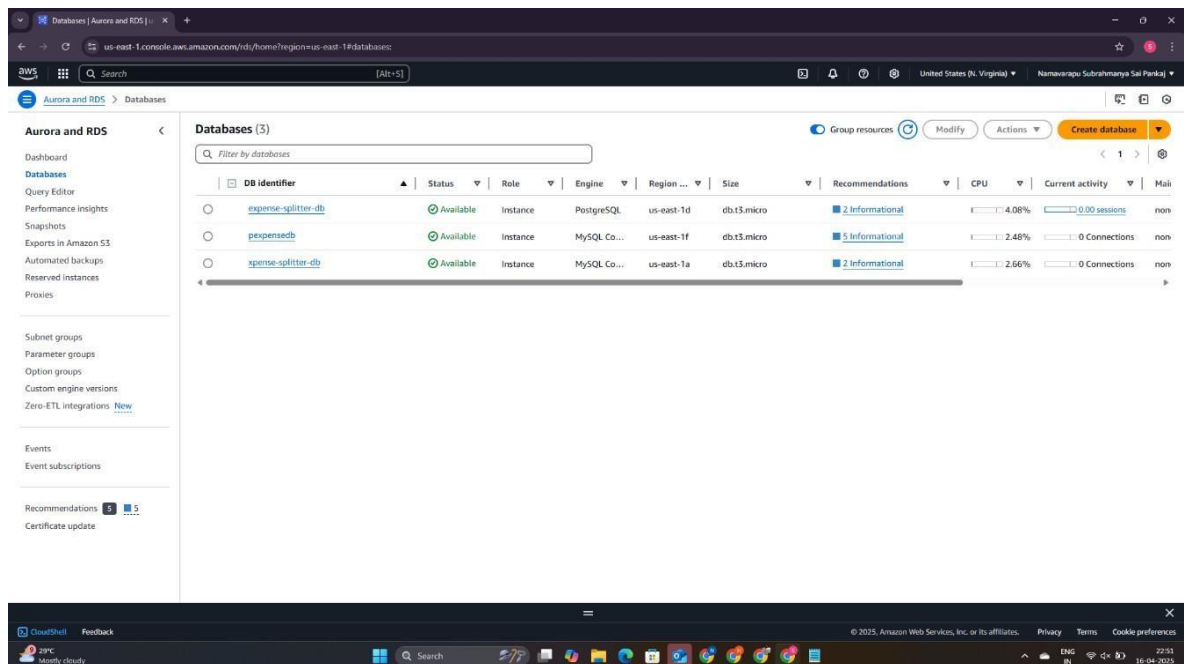 Databases | Aurora and RDS | u
us-east-1.console.aws.amazon.com/rds/home?region=us-east-1#databases:
S
aws
Search [Alt+S]
United States (N. Virginia) ▼ Namavarapu Subrahmanya Sai Pankaj ▼
Aurora and RDS > Databases
Aurora and RDS
Dashboard
Databases
Query Editor
Performance insights
Snapshots
Exports in Amazon S3
Automated backups
Reserved instances
Proxies
Subnet groups
Parameter groups
Option groups
Custom engine versions
Zero-ETL integrations New
Events
Event subscriptions
Recommendations 5 5
Certificate update
Databases (3)
Group resources Modify Actions ▼ Create database ▼
Filter by databases
< 1 >
DB identifier Status Role Engine Region ... Size Recommendations CPU Current activity Mai
expense-splitter-db Available Instance PostgreSQL us-east-1d db.t3.micro 2 Informational 4.08% 0.00 sessions non
pexpensedb Available Instance MySQL Co... us-east-1f db.t3.micro 5 Informational 2.48% 0 Connections non
xpense-splitter-db Available Instance MySQL Co... us-east-1a db.t3.micro 2 Informational 2.66% 0 Connections non
CloudShell Feedback
© 2025, Amazon Web Services, Inc. or its affiliates. Privacy Terms Cookie preferences
29°C
Mostly cloudy
Search
ENG
IN
22:51
16-04-2025